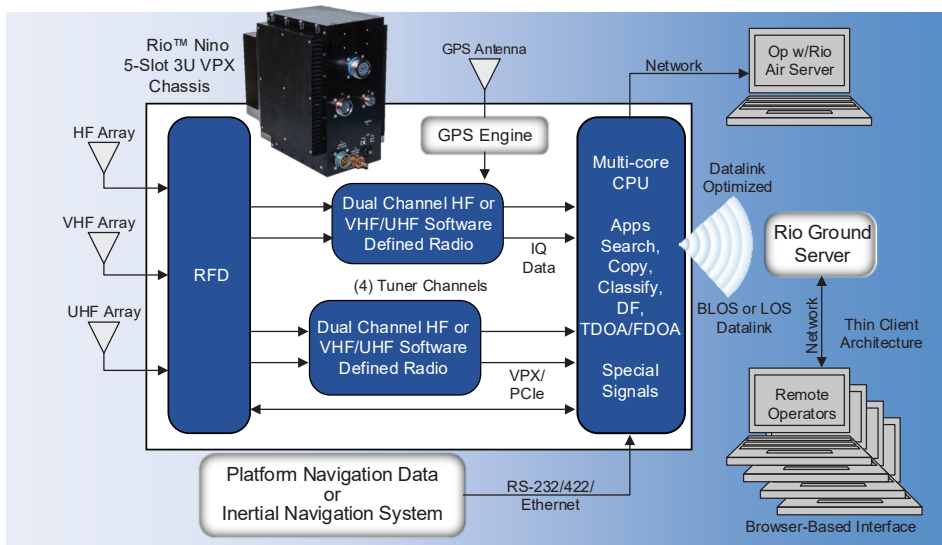 Rio™ Nino
5-Slot 3U VPX
Chassis
GPS Antenna
Network
Op w/Rio
Air Server
HF Array
VHF Array
UHF Array
RFD
GPS Engine
Dual Channel HF or
VHF/UHF Software
Defined Radio
IQ
Data
(4) Tuner Channels
Dual Channel HF or
VHF/UHF Software
Defined Radio
VPX/
PCIe
Multi-core
CPU
Apps
Search,
Copy,
Classify,
DF,
TDOA/FDOA
Special
Signals
Datalink
Optimized
BLOS or LOS
Datalink
Rio Ground
Server
Network
Thin Client
Architecture
Remote
Operators
Browser-Based Interface
Platform Navigation Data
or
Inertial Navigation System
RS-232/422/
Ethernet